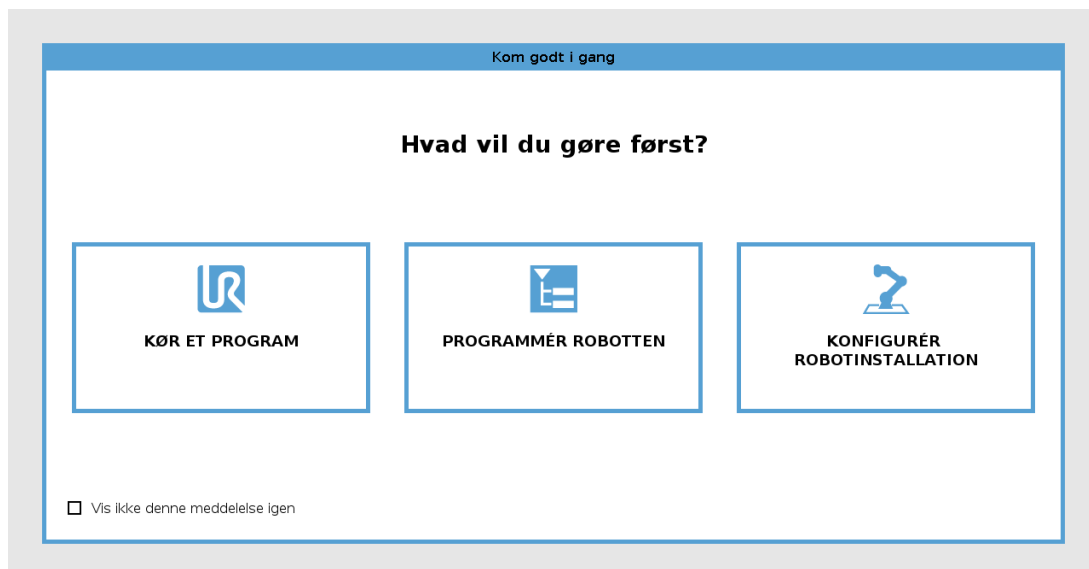 Kom godt i gang
Hvad vil du gøre først?
KØR ET PROGRAM
PROGRAMMÉR ROBOTTEN
KONFIGURÉR
ROBOTINSTALLATION
Vis ikke denne meddelelse igen